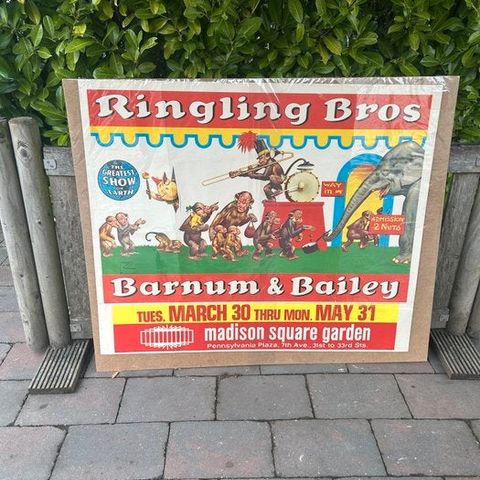 Ringling Bros
THE
GREATEST
SHOW
ON
EARTH
WAY
IN
ADMISSION
2 NUTS
Barnum & Bailey
TUES. MARCH 30 THRU MON. MAY 31
madison square garden
Pennsylvania Plaza, 7th Ave., 31st to 33rd Sts.